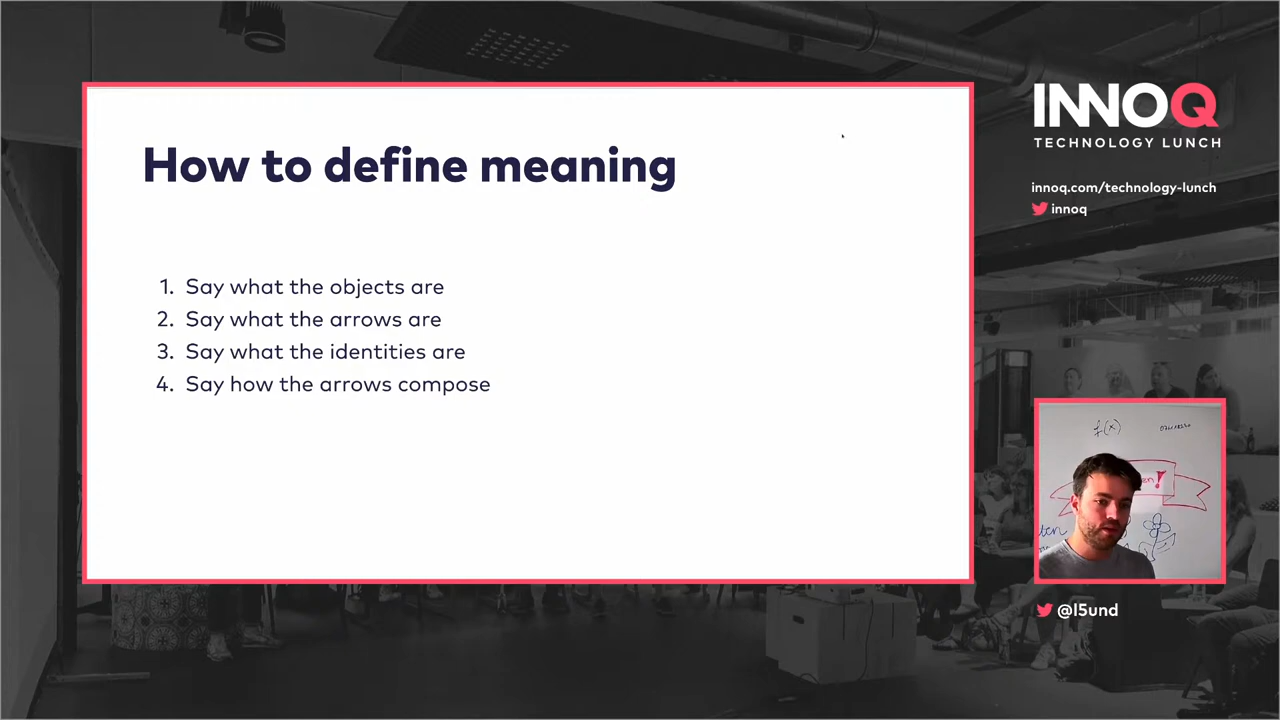 How to define meaning
1. Say what the objects are
2. Say what the arrows are
3. Say what the identities are
4. Say how the arrows compose
INNOQ
TECHNOLOGY LUNCH
innoq.com/technology-lunch
innoq
f(x)
@l5und